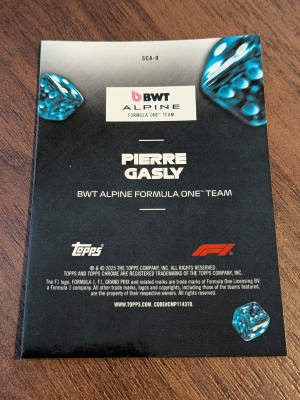 SCA-9
BWT
ALPINE
FORMULA ONE™ TEAM
PIERRE
GASLY
BWT ALPINE FORMULA ONE™ TEAM
Topps
F1
® & © 2025 THE TOPPS COMPANY, INC. ALL RIGHTS RESERVED.
TOPPS AND TOPPS CHROME ARE REGISTERED TRADEMARKS OF THE TOPPS COMPANY, INC.
The F1 logo, FORMULA 1, F1, GRAND PRIX and related marks are trade marks of Formula One Licensing BV,
a Formula 1 company. All other trade marks, logos and copyrights, including those of the teams featured,
are the property of their respective owners. All rights reserved.
WWW.TOPPS.COM. CODE#CMP114378.